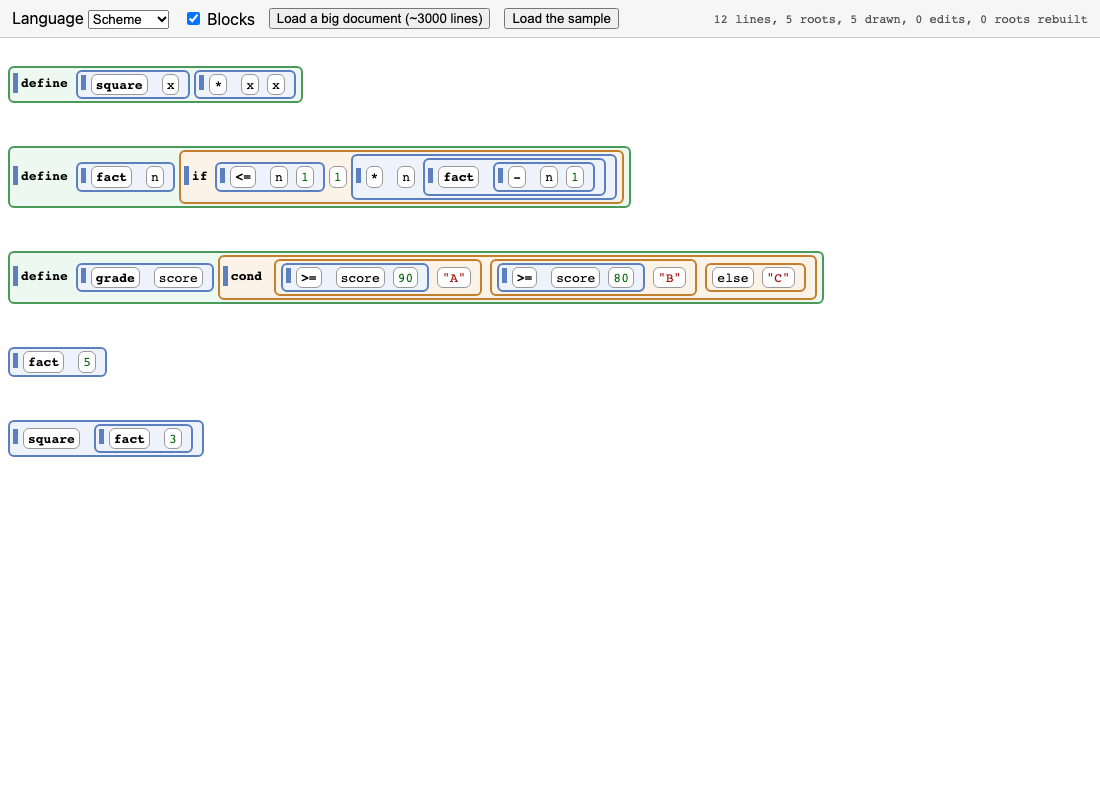 Language Scheme Blocks Load a big document (~3000 lines) Load the sample 12 lines, 5 roots, 5 drawn, 0 edits, 0 roots rebuilt
define square x * x x
define fact n if <= n 1 1 * n fact - n 1
define grade score cond >= score 90 "A" >= score 80 "B" else "C"
fact 5
square fact 3